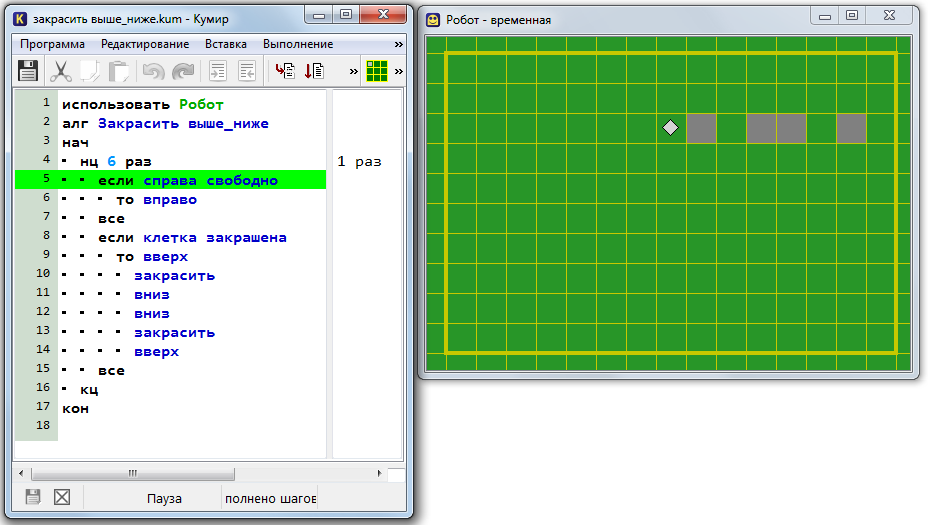 закрасить выше_ниже.kum - Кумир
Программа Редактирование Вставка Выполнение »
» »
1 использовать Робот
2 алг Закрасить выше_ниже
3 нач
4 нц 6 раз 1 раз
5 если справа свободно
6 то вправо
7 все
8 если клетка закрашена
9 то вверх
10 закрасить
11 вниз
12 вниз
13 закрасить
14 вверх
15 все
16 кц
17 кон
18
Пауза полнено шагов
Робот - временная